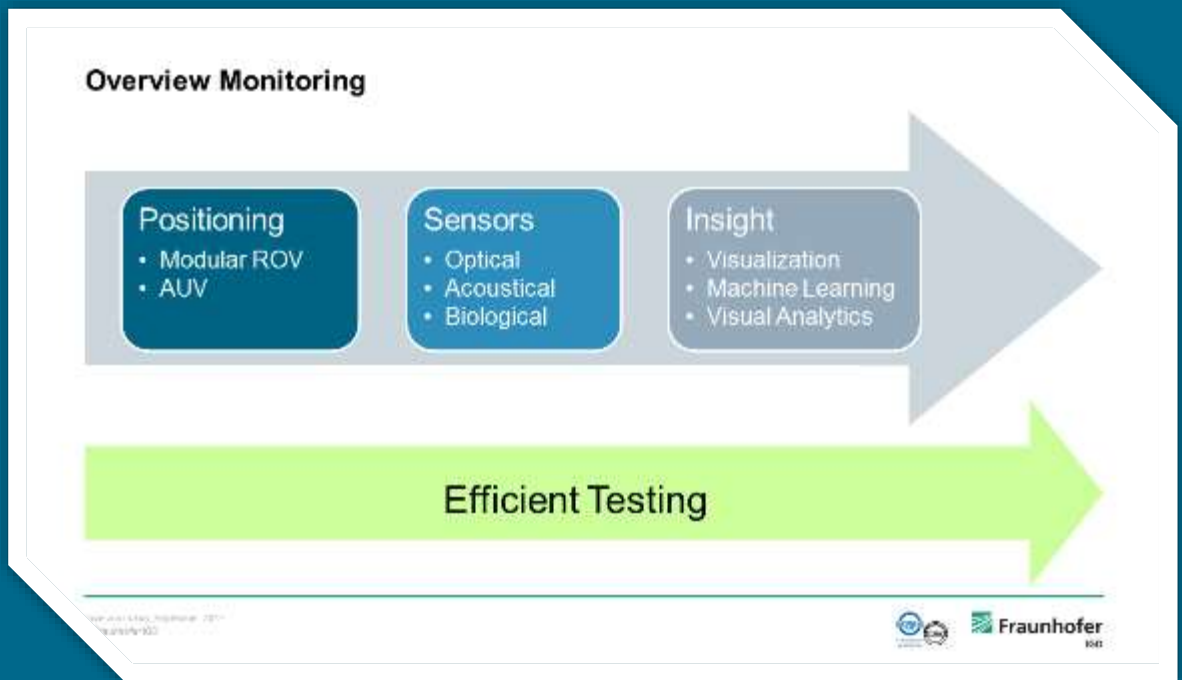 Overview Monitoring
Positioning
• Modular ROV
• AUV
Sensors
• Optical
• Acoustical
• Biological
Insight
• Visualization
• Machine Learning
• Visual Analytics
Efficient Testing
Fraunhofer
IGD